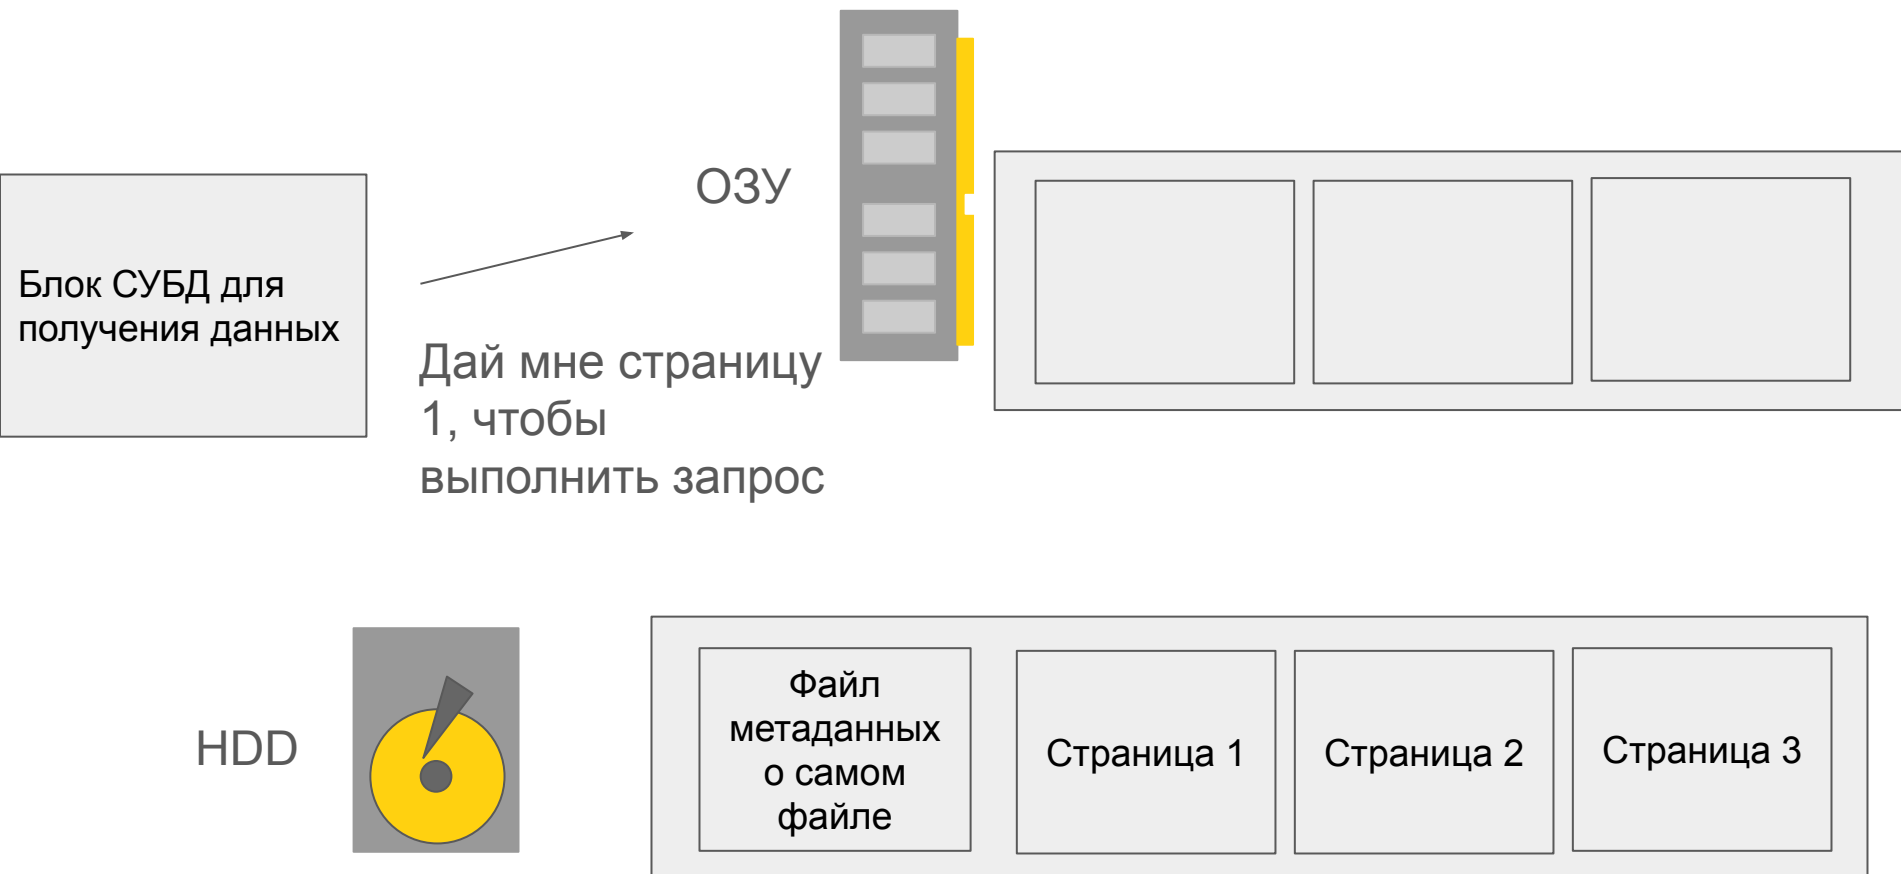 ОЗУ
Блок СУБД для
получения данных
Дай мне страницу
1, чтобы
выполнить запрос
HDD
Файл
метаданных
о самом
файле
Страница 1
Страница 2
Страница 3